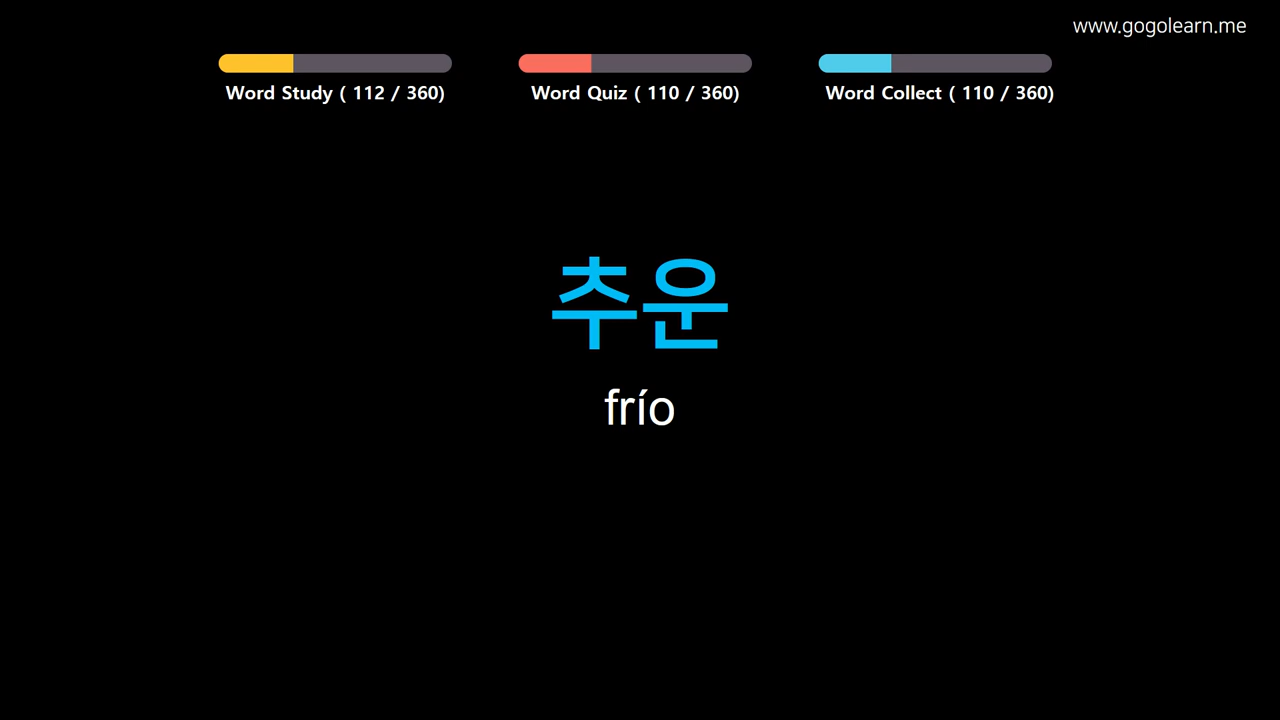 www.gogolearn.me
Word Study ( 112 / 360)
Word Quiz ( 110 / 360)
Word Collect ( 110 / 360)
추운
frío